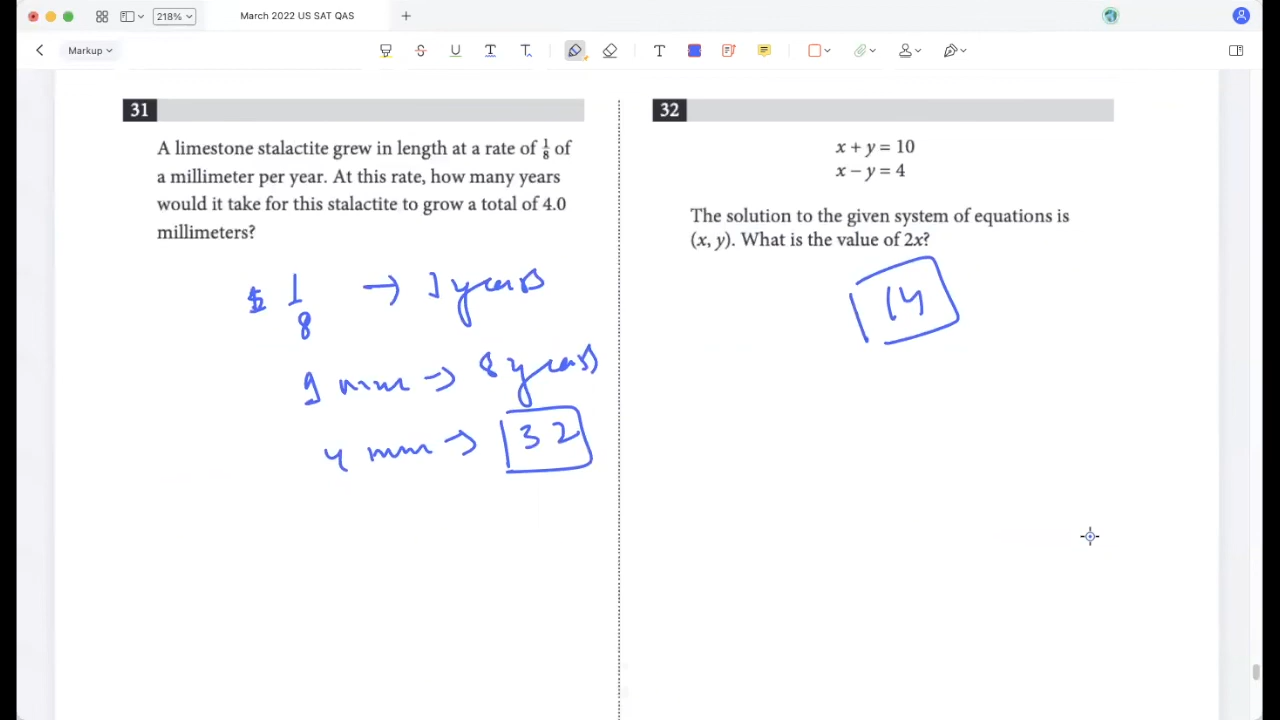 218%
March 2022 US SAT QAS
Markup
31
A limestone stalactite grew in length at a rate of 1/8 of
a millimeter per year. At this rate, how many years
would it take for this stalactite to grow a total of 4.0
millimeters?
1/8 → 1 years
1 mm → 8 years
4 mm → 32
32
x + y = 10
x − y = 4
The solution to the given system of equations is
(x, y). What is the value of 2x?
14